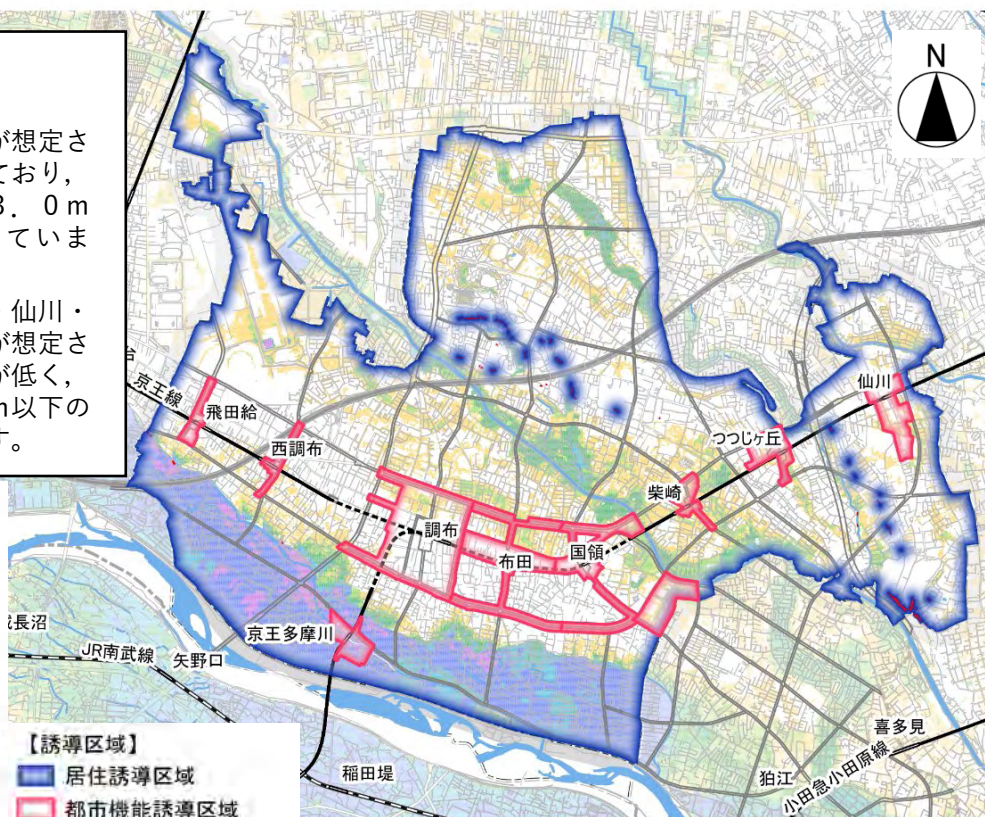 が想定さ
ており，
３．０ｍ
ていま
仙川・
が想定さ
が低く，
以下の
す。
N
京王線
飛田給
西調布
調布
布田
国領
柴崎
つつじヶ丘
仙川
京王多摩川
長沼
JR南武線
矢野口
稲田堤
喜多見
狛江
小田急小田原線
【誘導区域】
居住誘導区域
都市機能誘導区域